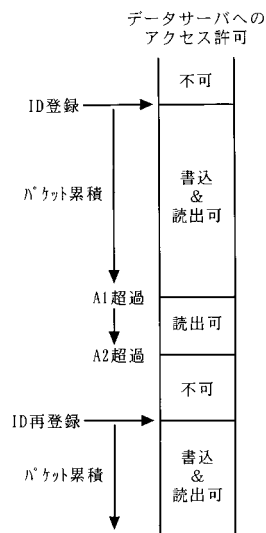 データサーバへの
アクセス許可
不可
ID登録
パケット累積
書込
&
読出可
A1超過
読出可
A2超過
不可
ID再登録
パケット累積
書込
&
読出可